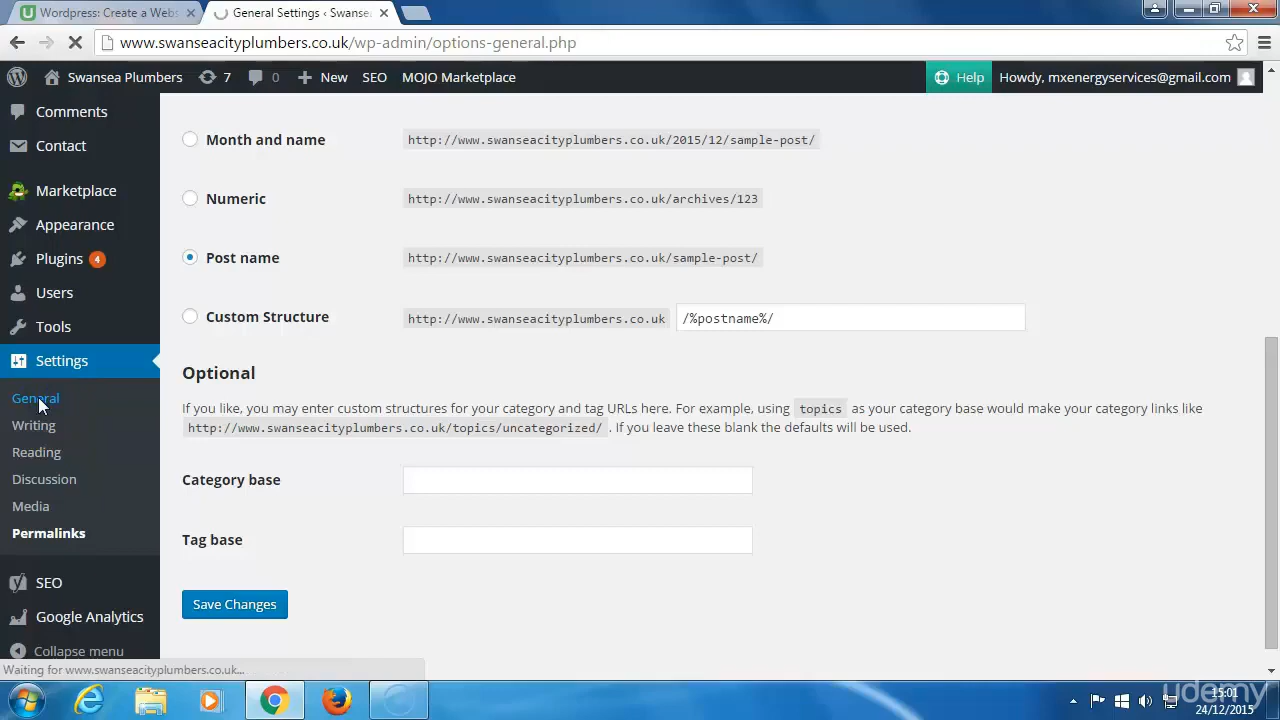 Wordpress: Create a Webs
General Settings ‹ Swanse
www.swanseacityplumbers.co.uk/wp-admin/options-general.php
Swansea Plumbers 7 0 New SEO MOJO Marketplace Help Howdy, mxenergyservices@gmail.com
Comments
Contact
Marketplace
Appearance
Plugins 4
Users
Tools
Settings
General
Writing
Reading
Discussion
Media
Permalinks
SEO
Google Analytics
Collapse menu
Month and name http://www.swanseacityplumbers.co.uk/2015/12/sample-post/
Numeric http://www.swanseacityplumbers.co.uk/archives/123
Post name http://www.swanseacityplumbers.co.uk/sample-post/
Custom Structure http://www.swanseacityplumbers.co.uk /%postname%/
Optional
If you like, you may enter custom structures for your category and tag URLs here. For example, using topics as your category base would make your category links like
http://www.swanseacityplumbers.co.uk/topics/uncategorized/ . If you leave these blank the defaults will be used.
Category base
Tag base
Save Changes
Waiting for www.swanseacityplumbers.co.uk...
udemy
15:01
24/12/2015